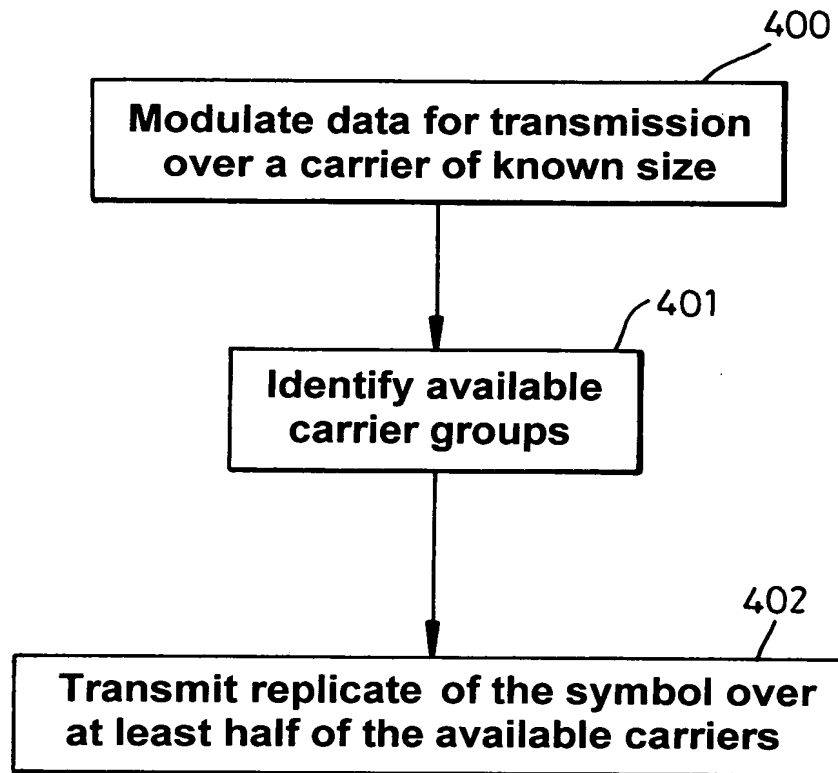 400
Modulate data for transmission
over a carrier of known size
401
Identify available
carrier groups
402
Transmit replicate of the symbol over
at least half of the available carriers